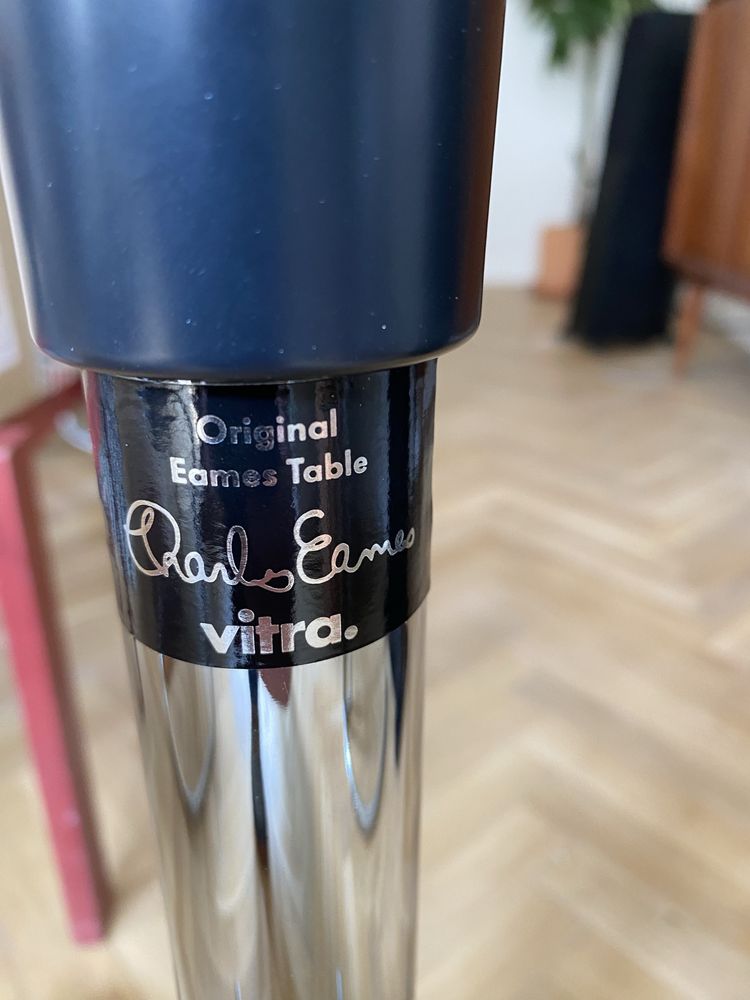 Original
Eames Table
Charles Eames
vitra.